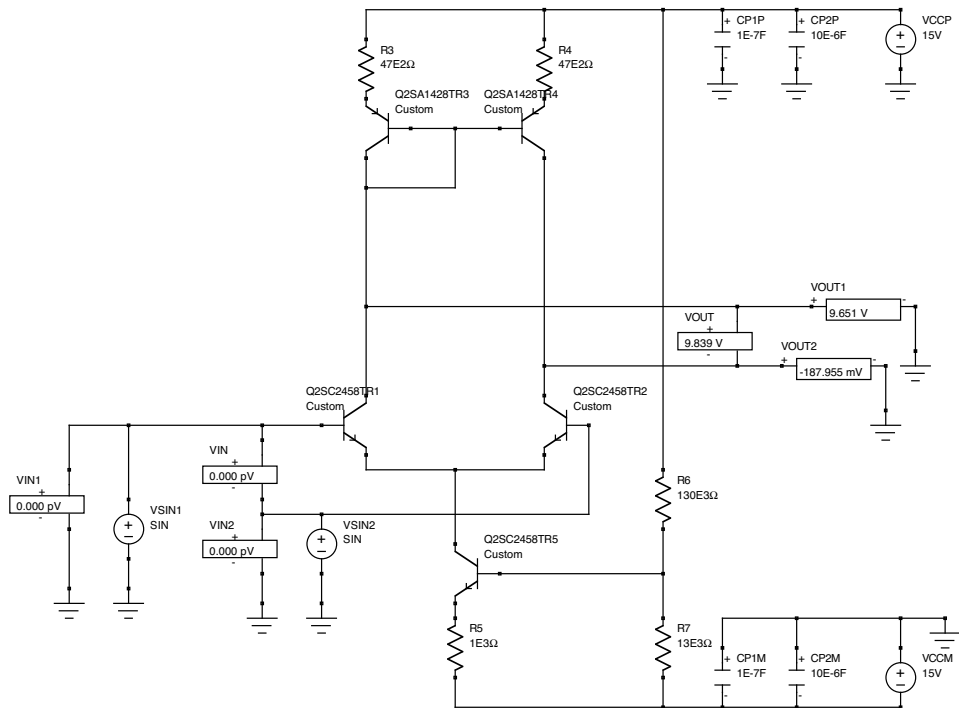 CP1P
1E-7F
CP2P
10E-6F
VCCP
15V
+
-
+
-
+
−
R3
47E2Ω
R4
47E2Ω
Q2SA1428TR3
Custom
Q2SA1428TR4
Custom
VOUT1
+
-
9.651 V
VOUT
+
9.839 V
-
VOUT2
+
-
-187.955 mV
Q2SC2458TR1
Custom
Q2SC2458TR2
Custom
VIN
+
0.000 pV
-
VIN1
+
0.000 pV
-
VSIN1
SIN
+
−
VIN2
+
0.000 pV
-
VSIN2
SIN
+
−
R6
130E3Ω
Q2SC2458TR5
Custom
R5
1E3Ω
R7
13E3Ω
CP1M
1E-7F
+
-
CP2M
10E-6F
+
-
VCCM
15V
+
−